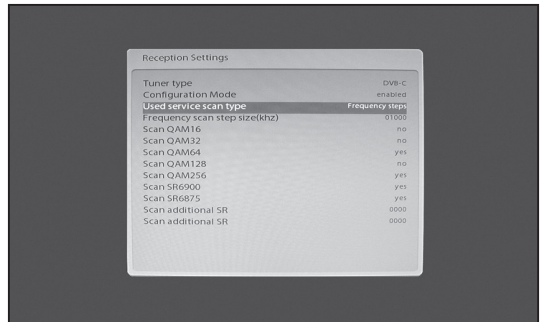 Reception Settings
Tuner type DVB-C
Configuration Mode enabled
Used service scan type Frequency steps
Frequency scan step size(khz) 01000
Scan QAM16 no
Scan QAM32 no
Scan QAM64 yes
Scan QAM128 no
Scan QAM256 yes
Scan SR6900 yes
Scan SR6875 yes
Scan additional SR 0000
Scan additional SR 0000